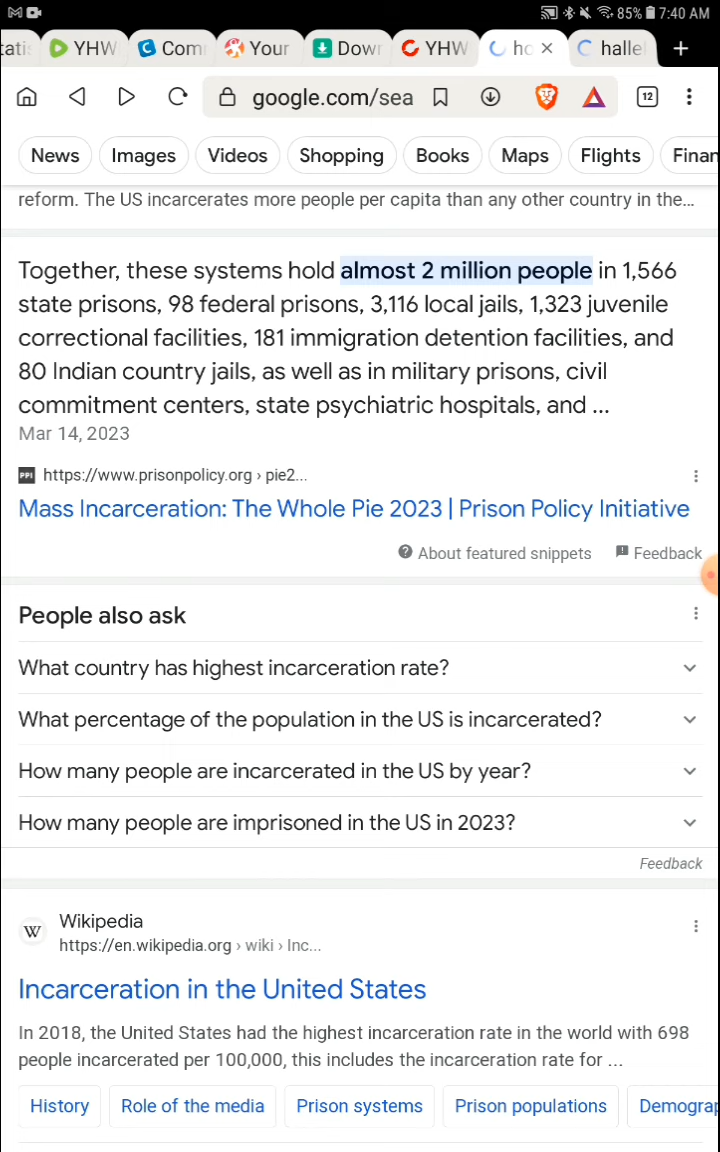 85% 7:40 AM
YHW Com Your Dow YHW ho halle
google.com/sea 12
News Images Videos Shopping Books Maps Flights Finan
reform. The US incarcerates more people per capita than any other country in the...
Together, these systems hold almost 2 million people in 1,566
state prisons, 98 federal prisons, 3,116 local jails, 1,323 juvenile
correctional facilities, 181 immigration detention facilities, and
80 Indian country jails, as well as in military prisons, civil
commitment centers, state psychiatric hospitals, and ...
Mar 14, 2023
PPI https://www.prisonpolicy.org › pie2...
Mass Incarceration: The Whole Pie 2023 | Prison Policy Initiative
About featured snippets Feedback
People also ask
What country has highest incarceration rate?
What percentage of the population in the US is incarcerated?
How many people are incarcerated in the US by year?
How many people are imprisoned in the US in 2023?
Feedback
W Wikipedia
https://en.wikipedia.org › wiki › Inc...
Incarceration in the United States
In 2018, the United States had the highest incarceration rate in the world with 698
people incarcerated per 100,000, this includes the incarceration rate for ...
History Role of the media Prison systems Prison populations Demograp